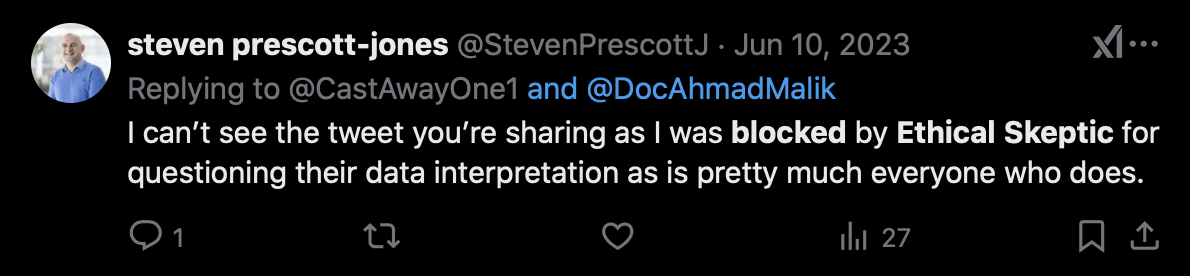 steven prescott-jones @StevenPrescottJ · Jun 10, 2023
Replying to @CastAwayOne1 and @DocAhmadMalik
I can’t see the tweet you’re sharing as I was blocked by Ethical Skeptic for
questioning their data interpretation as is pretty much everyone who does.
1 27